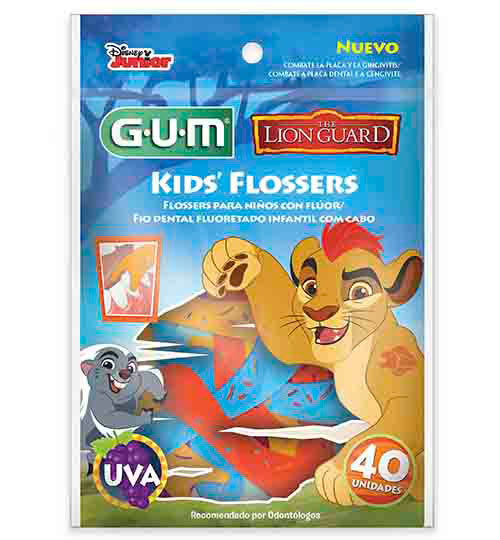 Disney
Junior
NUEVO
COMBATE LA PLACA Y LA GINGIVITIS/
COMBATE A PLACA DENTAL E A GENGIVITE
G·U·M®
THE
LION GUARD
KIDS' FLOSSERS
FLOSSERS PARA NIÑOS CON FLÚOR/
FIO DENTAL FLUORETADO INFANTIL COM CABO
UVA
40
UNIDADES
Recomendado por Odontólogos